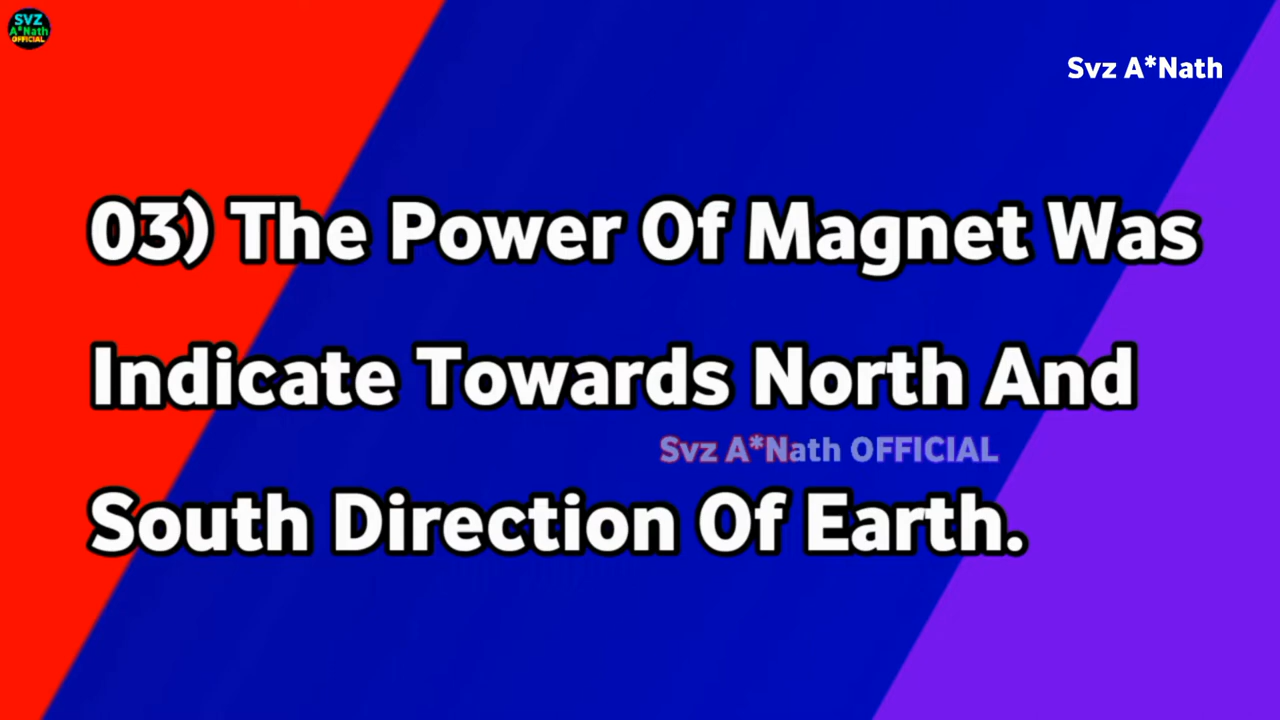 SVZ
A*Nath
OFFICIAL
Svz A*Nath
03) The Power Of Magnet Was
Indicate Towards North And
Svz A*Nath OFFICIAL
South Direction Of Earth.